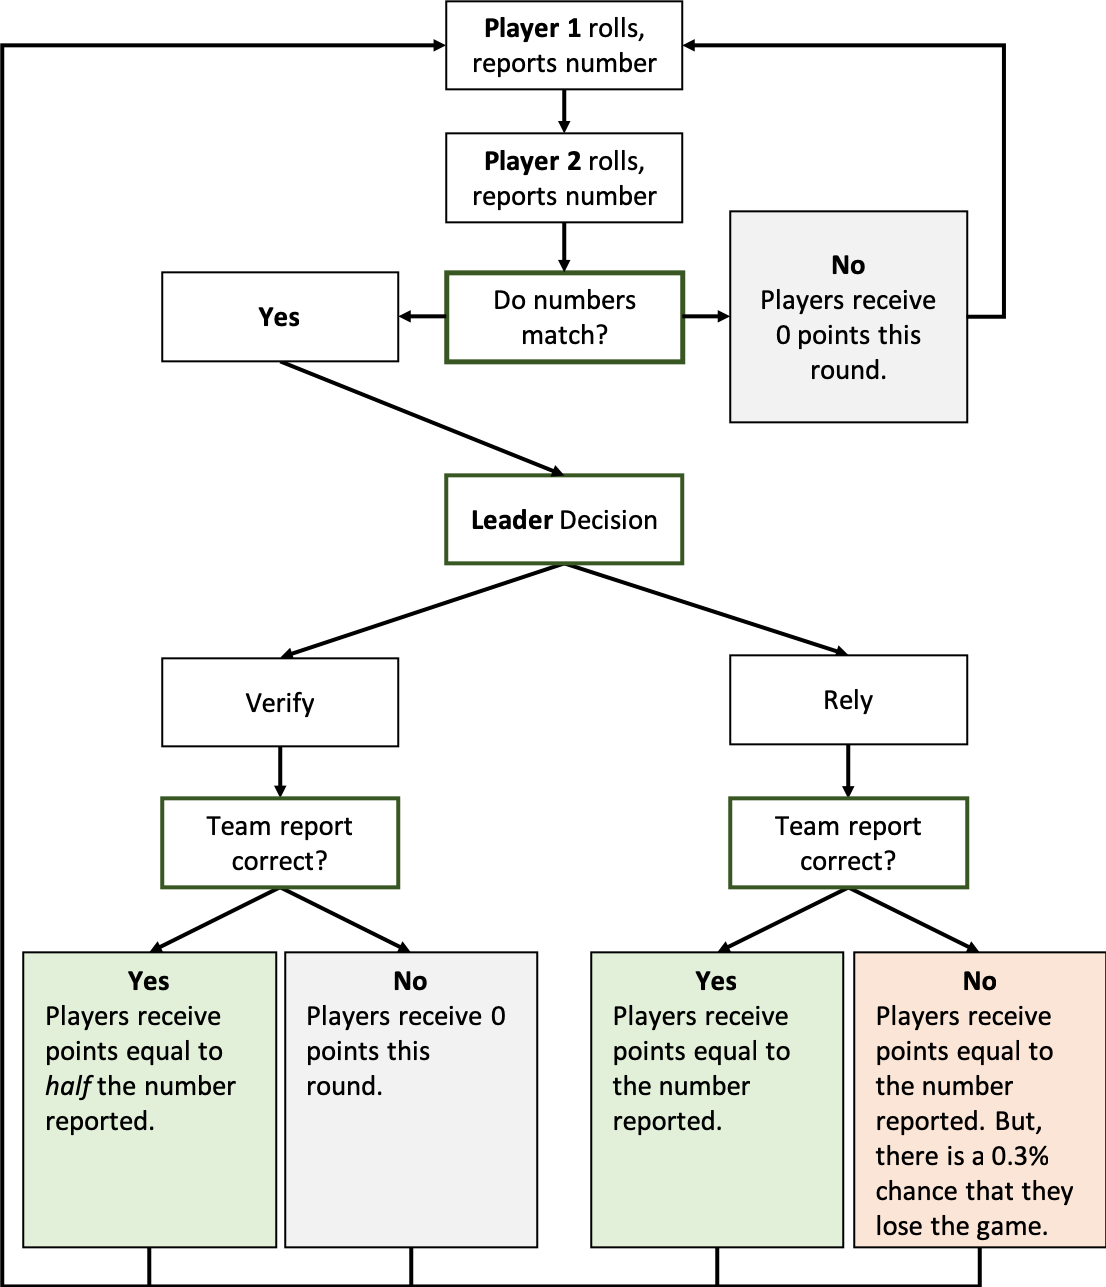 Player 1 rolls,
reports number
Player 2 rolls,
reports number
Do numbers
match?
Yes
No
Players receive
0 points this
round.
Leader Decision
Verify
Rely
Team report
correct?
Team report
correct?
Yes
Players receive
points equal to
half the number
reported.
No
Players receive 0
points this
round.
Yes
Players receive
points equal to
the number
reported.
No
Players receive
points equal to
the number
reported. But,
there is a 0.3%
chance that they
lose the game.